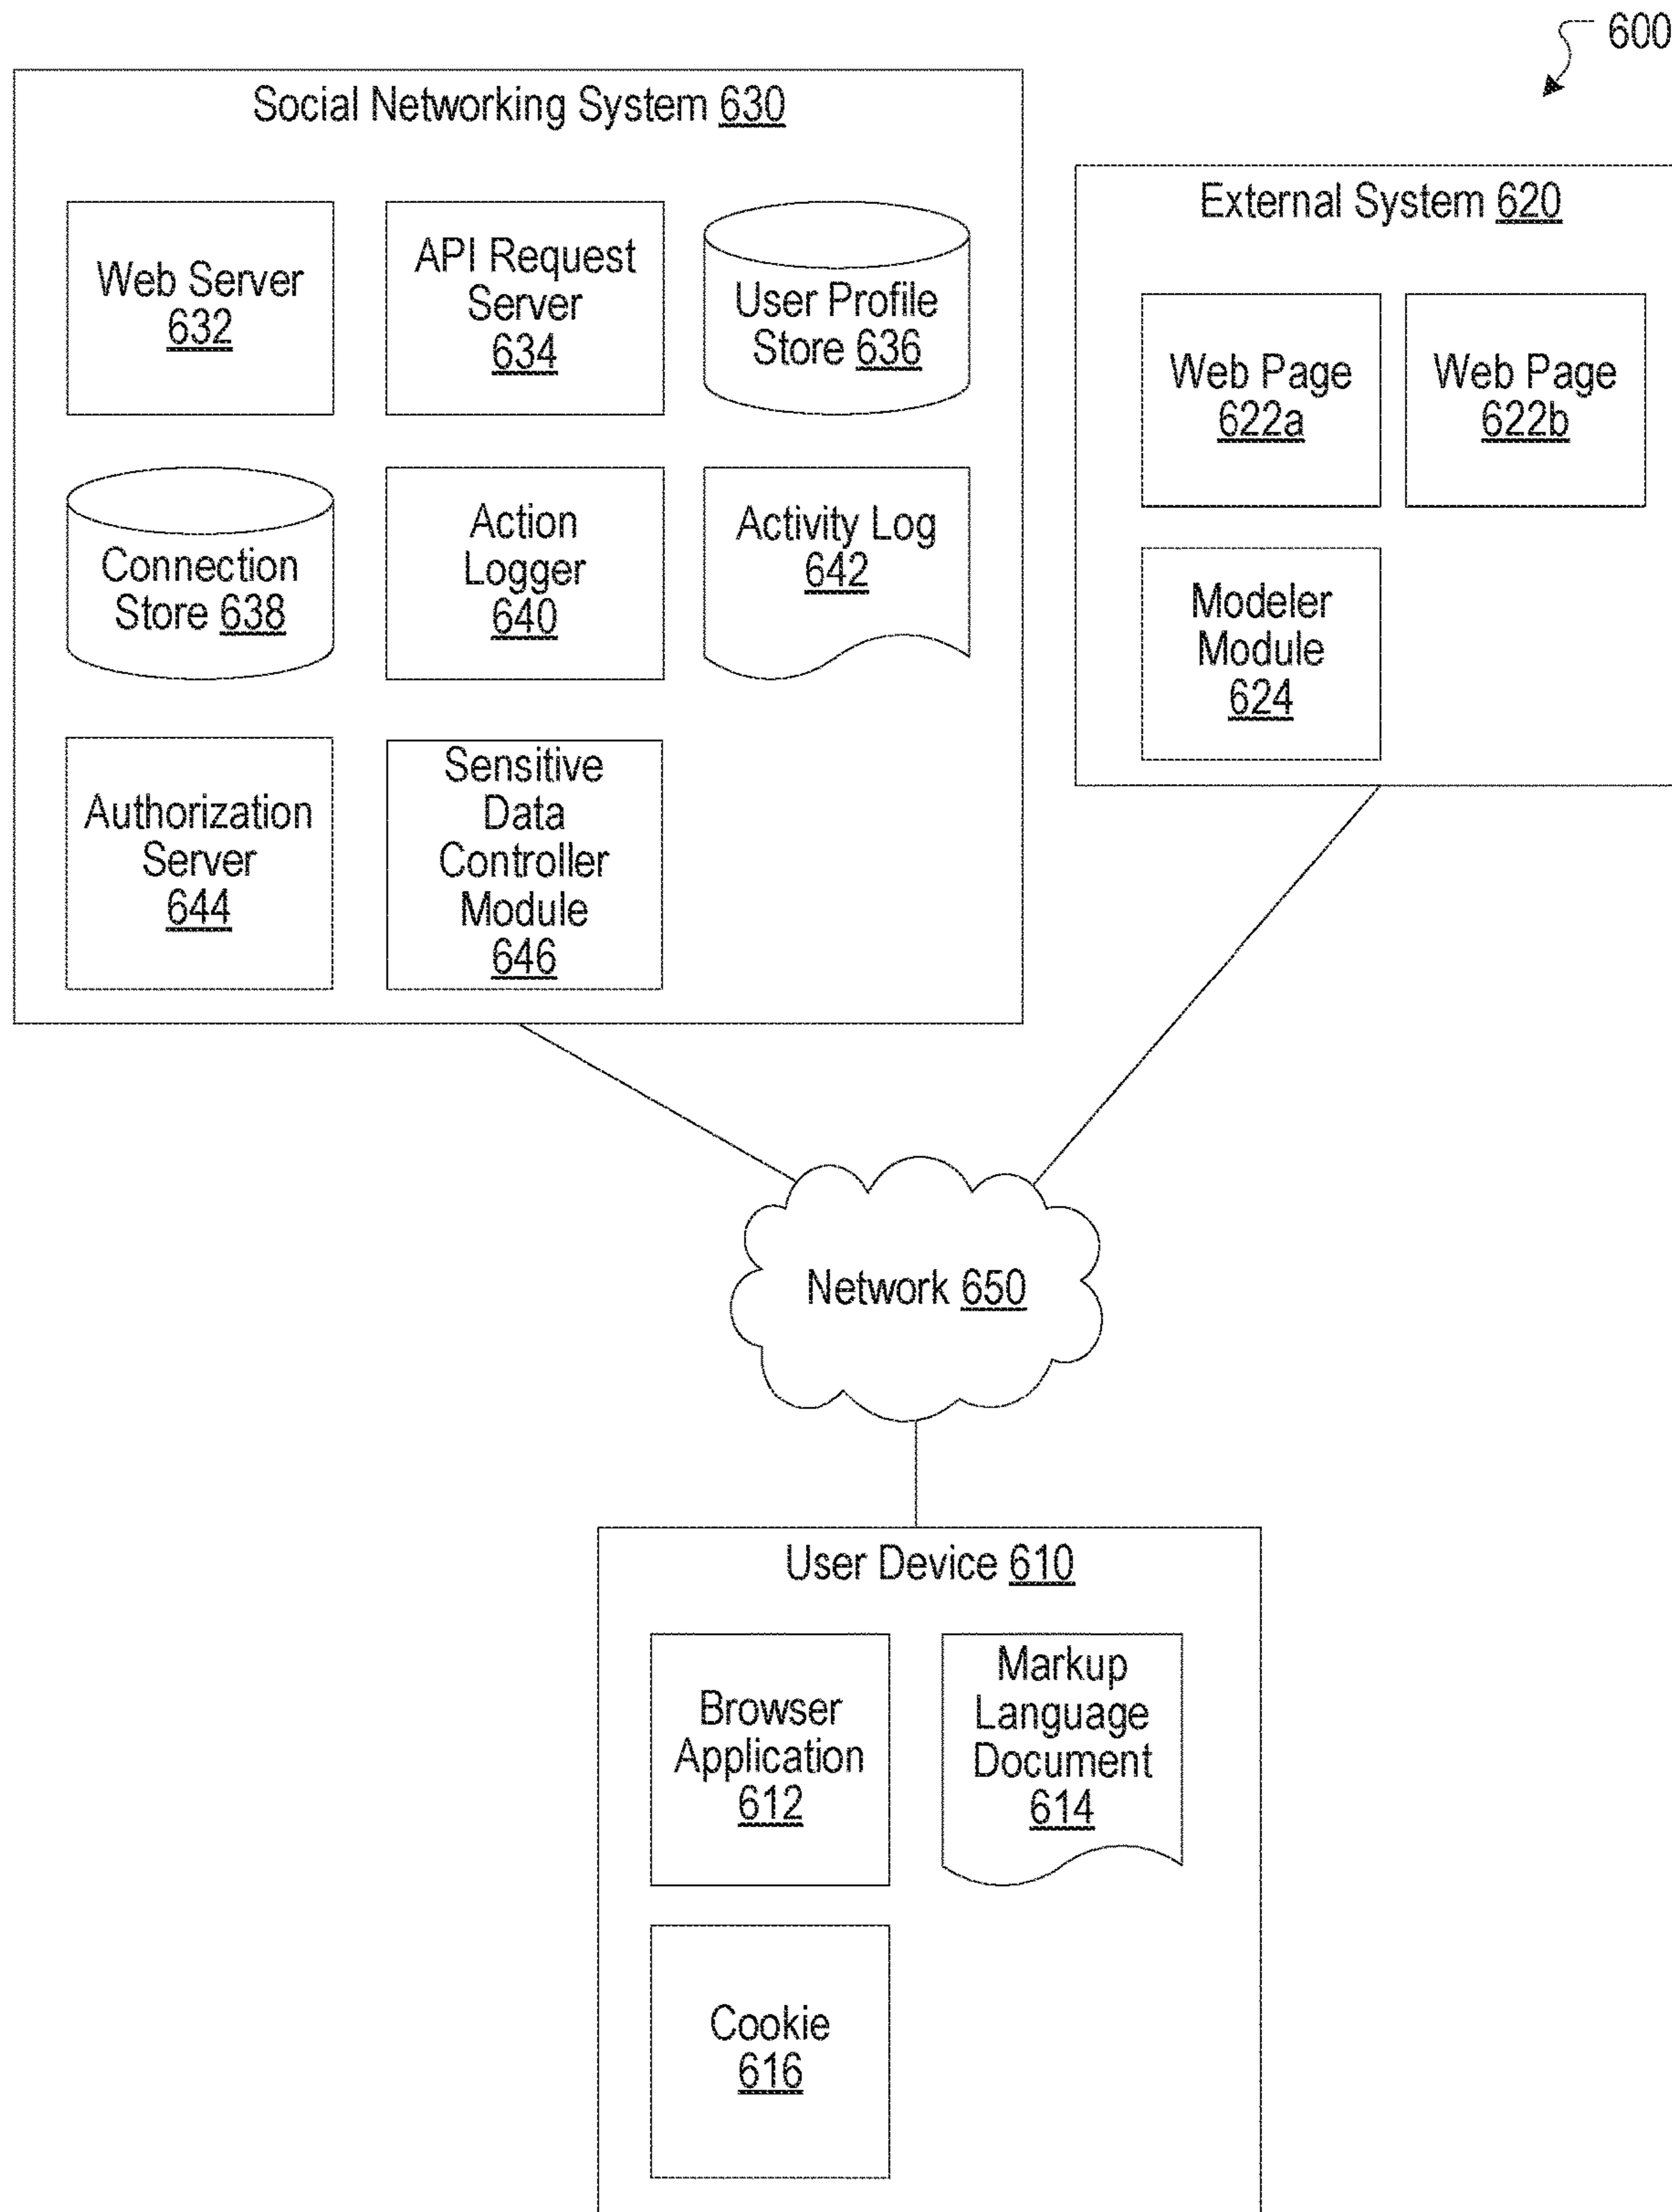 600
Social Networking System 630
Web Server
632
API Request
Server
634
User Profile
Store 636
Connection
Store 638
Action
Logger
640
Activity Log
642
Authorization
Server
644
Sensitive
Data
Controller
Module
646
External System 620
Web Page
622a
Web Page
622b
Modeler
Module
624
Network 650
User Device 610
Browser
Application
612
Markup
Language
Document
614
Cookie
616